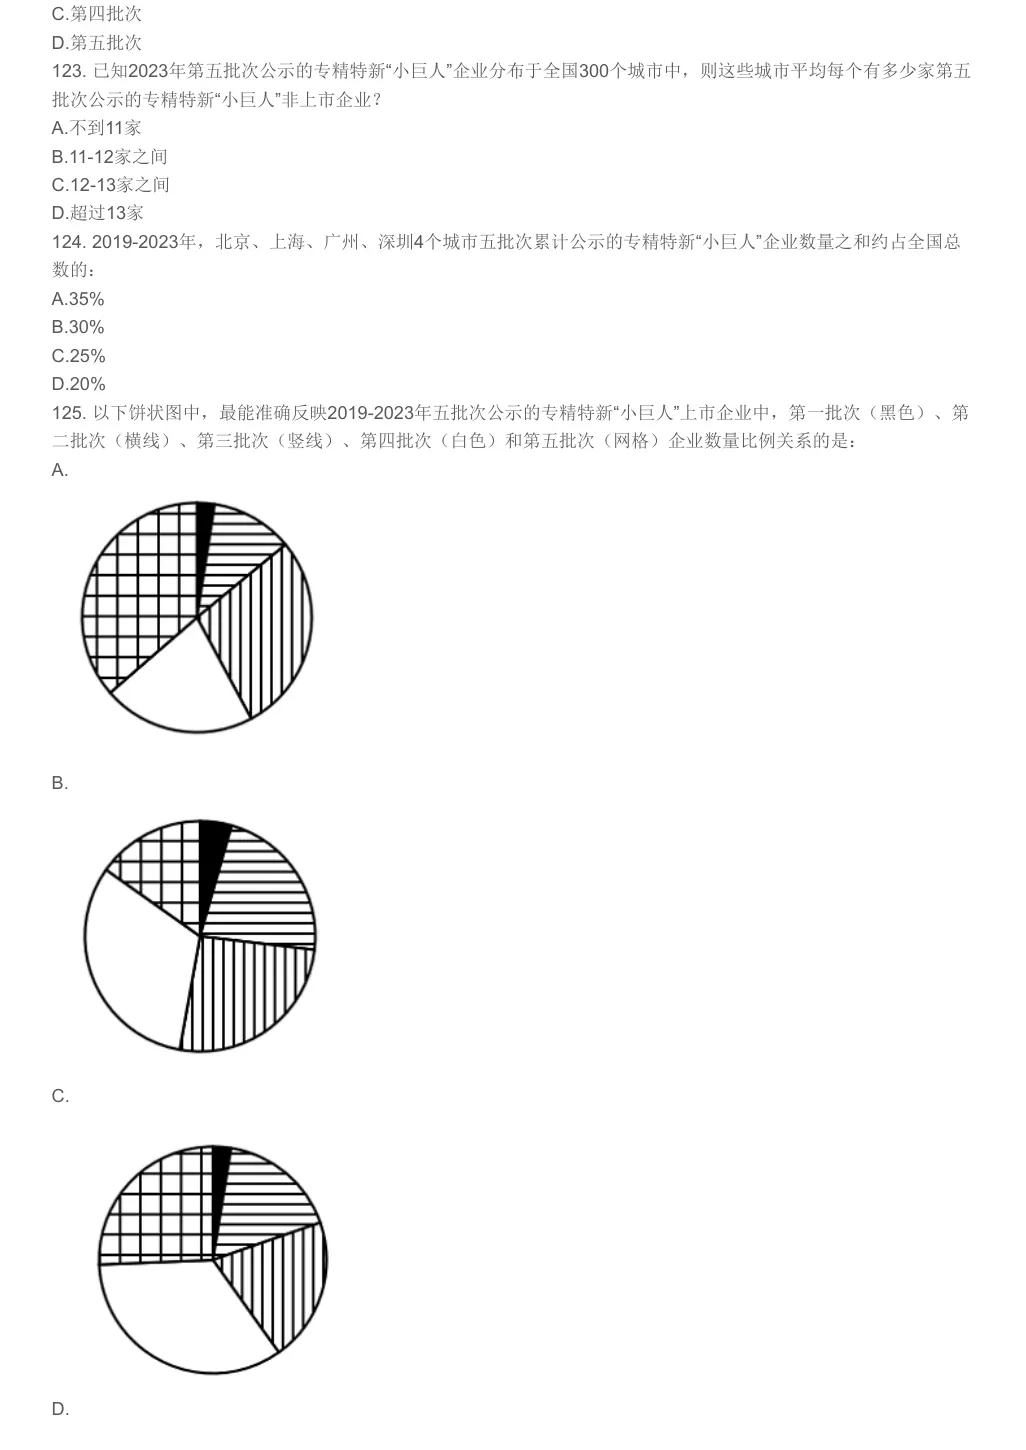 C.第四批次
D.第五批次
123. 已知2023年第五批次公示的专精特新“小巨人”企业分布于全国300个城市中，则这些城市平均每个有多少家第五
批次公示的专精特新“小巨人”非上市企业？
A.不到11家
B.11-12家之间
C.12-13家之间
D.超过13家
124. 2019-2023年，北京、上海、广州、深圳4个城市五批次累计公示的专精特新“小巨人”企业数量之和约占全国总
数的：
A.35%
B.30%
C.25%
D.20%
125. 以下饼状图中，最能准确反映2019-2023年五批次公示的专精特新“小巨人”上市企业中，第一批次（黑色）、第
二批次（横线）、第三批次（竖线）、第四批次（白色）和第五批次（网格）企业数量比例关系的是：
A.
B.
C.
D.